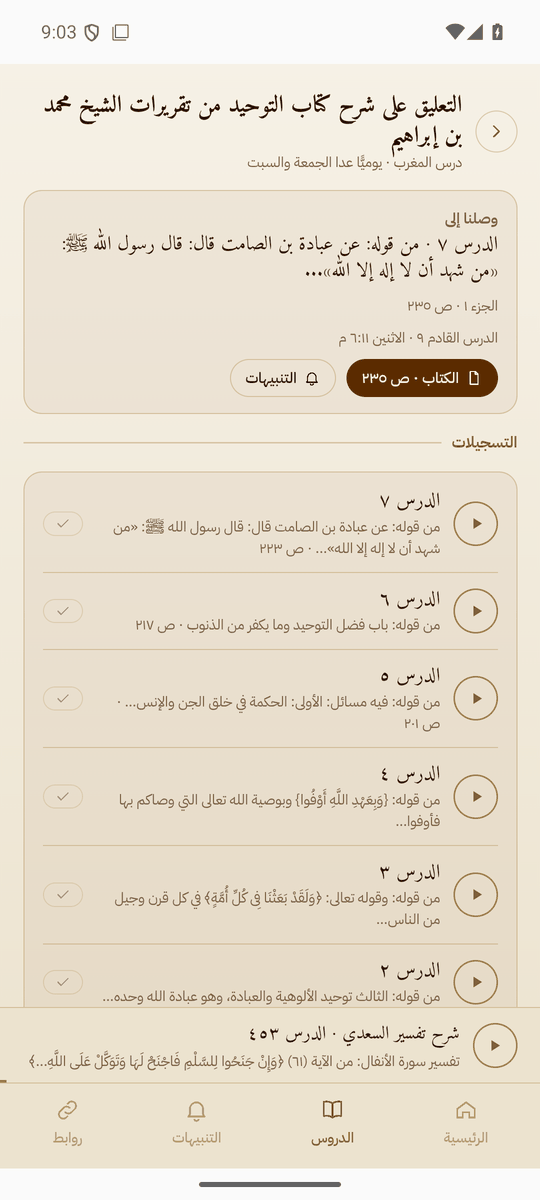 9:03
التعليق على شرح كتاب التوحيد من تقريرات الشيخ محمد
بن إبراهيم
درس المغرب · يوميًّا عدا الجمعة والسبت
وصلنا إلى
الدرس ٧ · من قوله: عن عبادة بن الصامت قال: قال رسول الله ﷺ:
«من شهد أن لا إله إلا الله»...
الجزء ١ · ص ٢٣٥
الدرس القادم ٩ · الاثنين ٦:١١ م
الكتاب · ص ٢٣٥
التنبيهات
التسجيلات
الدرس ٧
من قوله: عن عبادة بن الصامت قال: قال رسول الله ﷺ: «من
شهد أن لا إله إلا الله»... · ص ٢٢٣
الدرس ٦
من قوله: باب فضل التوحيد وما يكفر من الذنوب · ص ٢١٧
الدرس ٥
من قوله: فيه مسائل: الأولى: الحكمة في خلق الجن والإنس... ·
ص ٢٠١
الدرس ٤
من قوله: {وَبِعَهْدِ اللَّهِ أَوْفُوا} وبوصية الله تعالى التي وصاكم بها
فأوفوا...
الدرس ٣
من قوله: وقوله تعالى: ﴿وَلَقَدْ بَعَثْنَا فِي كُلِّ أُمَّةٍ﴾ في كل قرن وجيل
من الناس...
الدرس ٢
من قوله: الثالث توحيد الألوهية والعبادة، وهو عبادة الله وحده...
شرح تفسير السعدي · الدرس ٤٥٣
تفسير سورة الأنفال: من الآية (٦١) ﴿وَإِنْ جَنَحُوا لِلسَّلْمِ فَاجْنَحْ لَهَا وَتَوَكَّلْ عَلَى اللَّهِ...﴾
الرئيسية
الدروس
التنبيهات
روابط